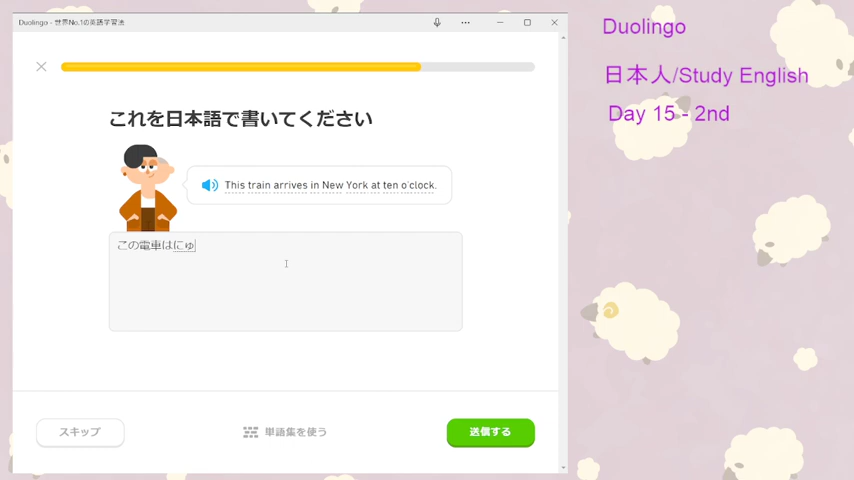 Duolingo - 世界No.1の英語学習法
これを日本語で書いてください
This train arrives in New York at ten o'clock.
この電車はにゅ
スキップ
単語集を使う
送信する
Duolingo
日本人/Study English
Day 15 - 2nd